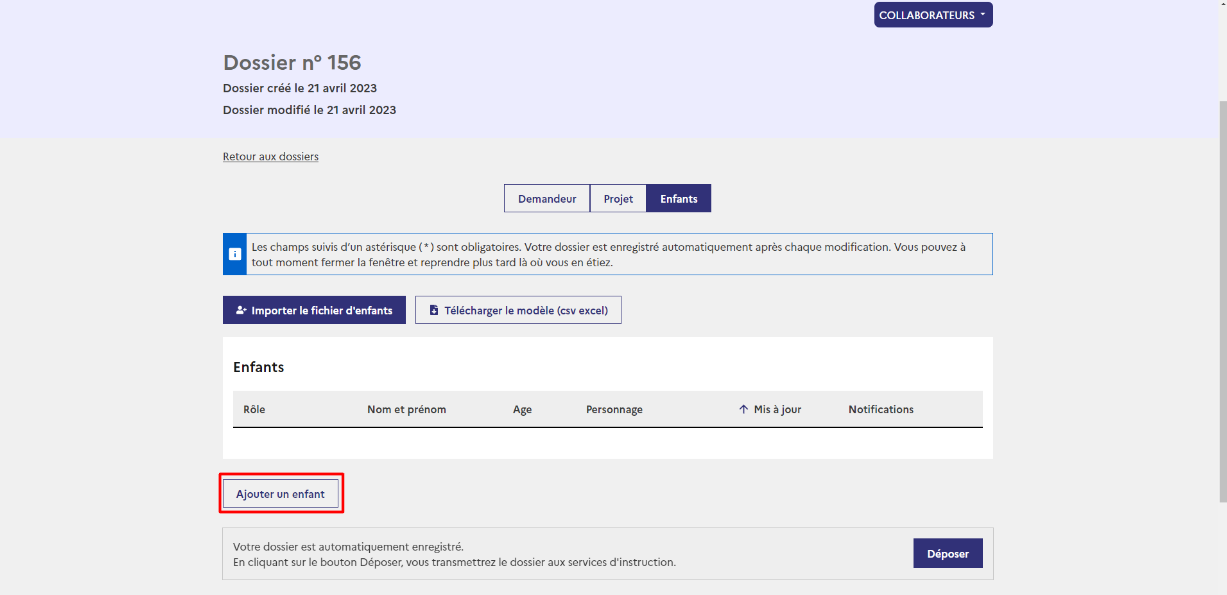 COLLABORATEURS
Dossier n° 156
Dossier créé le 21 avril 2023
Dossier modifié le 21 avril 2023
Retour aux dossiers
Demandeur Projet Enfants
Les champs suivis d’un astérisque (*) sont obligatoires. Votre dossier est enregistré automatiquement après chaque modification. Vous pouvez à
tout moment fermer la fenêtre et reprendre plus tard là où vous en étiez.
Importer le fichier d'enfants Télécharger le modèle (csv excel)
Enfants
Rôle Nom et prénom Age Personnage Mis à jour Notifications
Ajouter un enfant
Votre dossier est automatiquement enregistré.
En cliquant sur le bouton Déposer, vous transmettrez le dossier aux services d'instruction.
Déposer